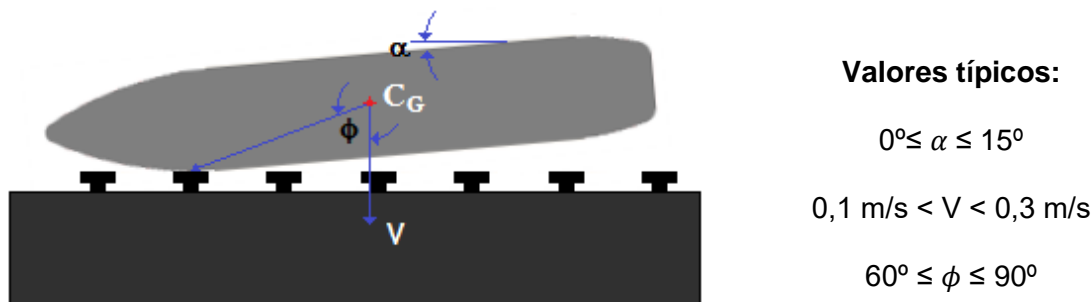 α
C_G
ϕ
V
Valores típicos:
0º≤ α ≤ 15º
0,1 m/s < V < 0,3 m/s
60º ≤ ϕ ≤ 90º